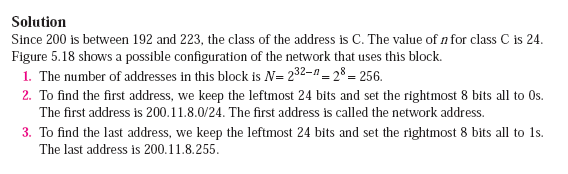 Solution
Since 200 is between 192 and 223, the class of the address is C. The value of n for class C is 24.
Figure 5.18 shows a possible configuration of the network that uses this block.
1. The number of addresses in this block is N= 2^{32−n} = 2^8 = 256.
2. To find the first address, we keep the leftmost 24 bits and set the rightmost 8 bits all to 0s.
The first address is 200.11.8.0/24. The first address is called the network address.
3. To find the last address, we keep the leftmost 24 bits and set the rightmost 8 bits all to 1s.
The last address is 200.11.8.255.